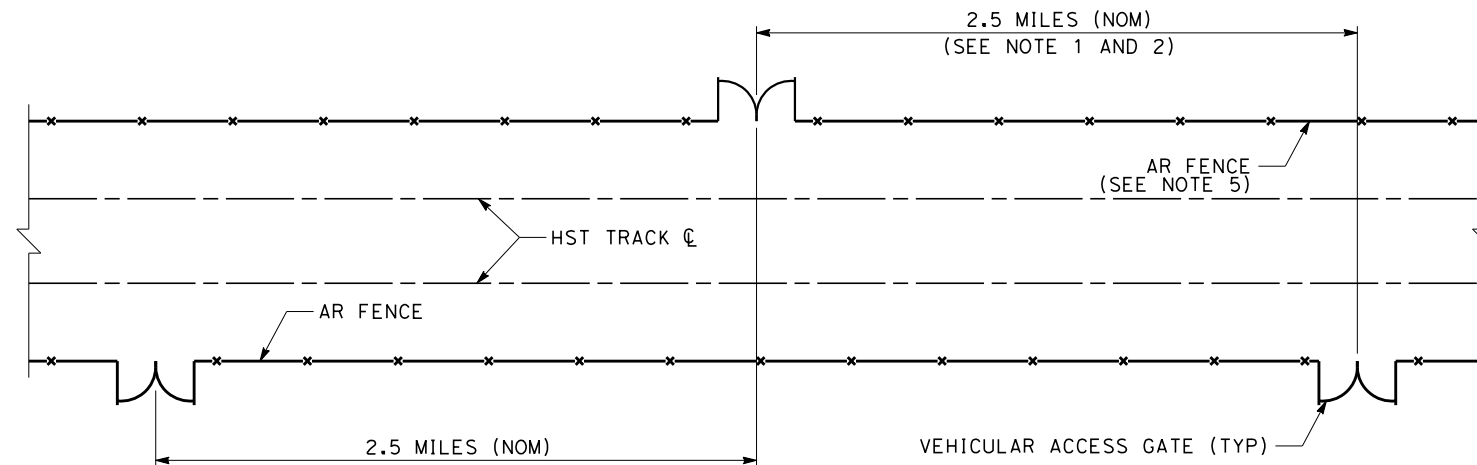 2.5 MILES (NOM)
(SEE NOTE 1 AND 2)
AR FENCE
(SEE NOTE 5)
HST TRACK ℄
AR FENCE
2.5 MILES (NOM)
VEHICULAR ACCESS GATE (TYP)